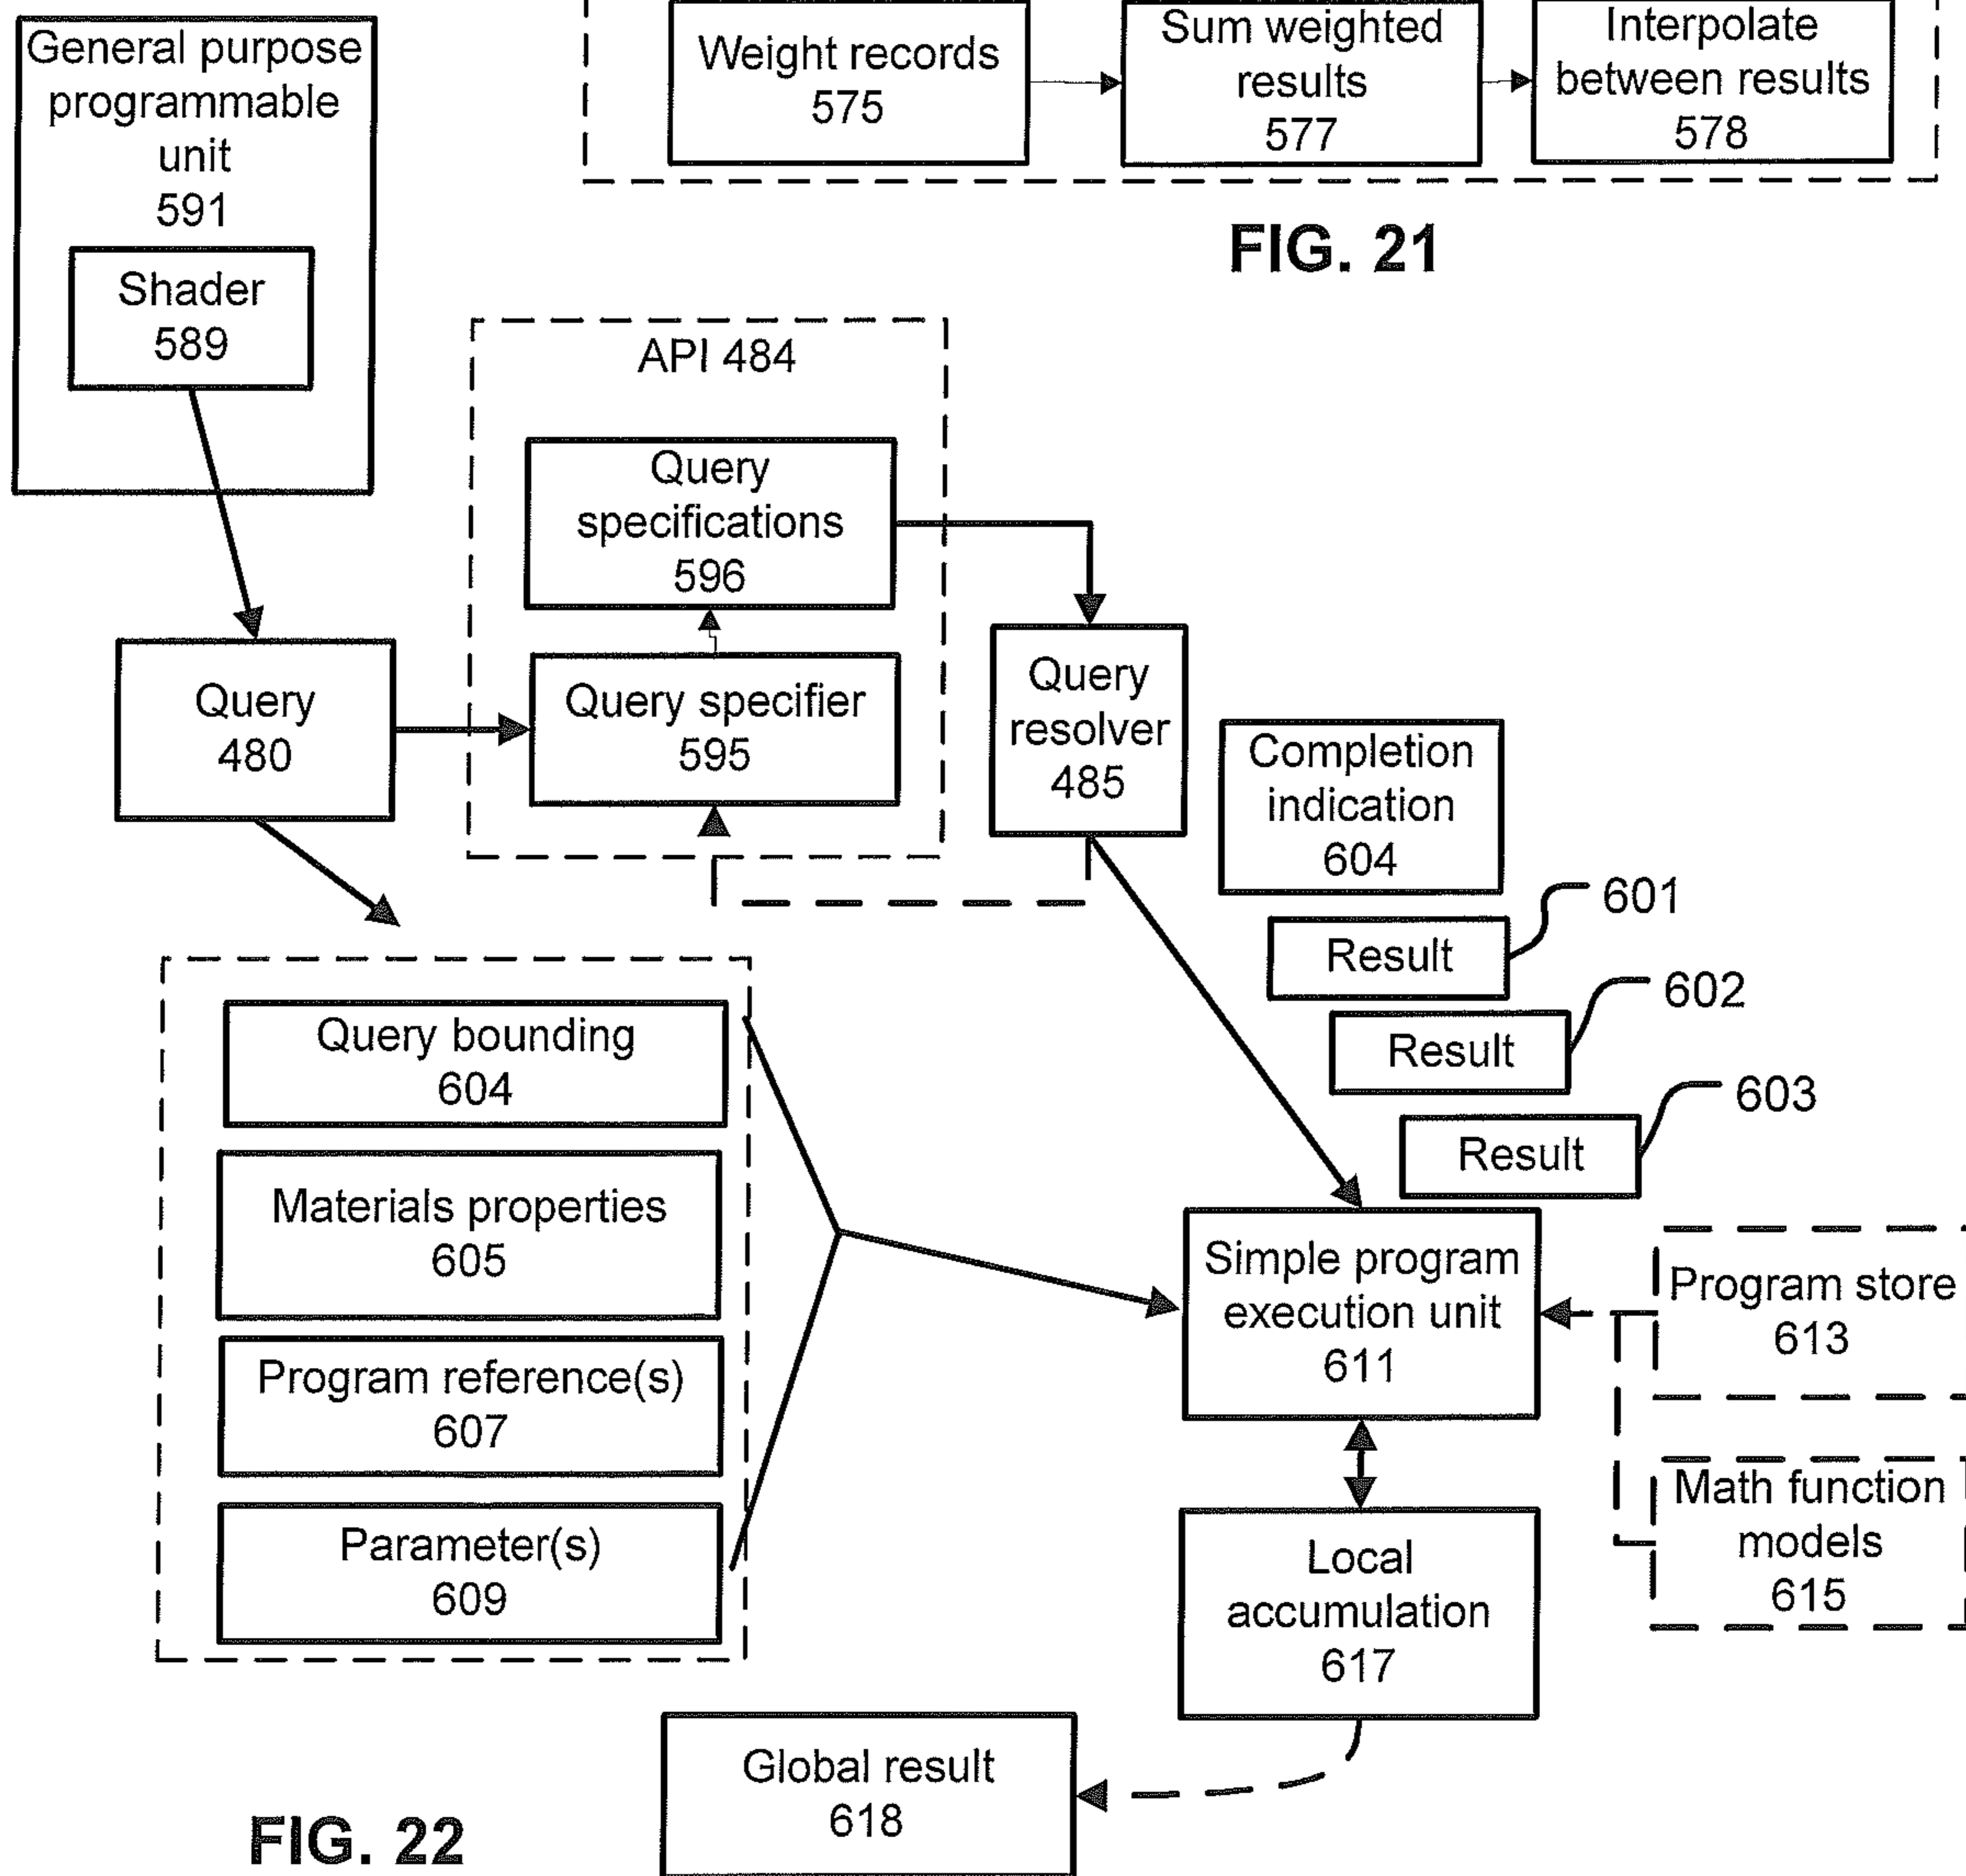 General purpose
programmable
unit
591
Shader
589
Weight records
575
Sum weighted
results
577
Interpolate
between results
578
FIG. 21
API 484
Query
specifications
596
Query
480
Query specifier
595
Query
resolver
485
Completion
indication
604
601
Result
602
Result
603
Result
Query bounding
604
Materials properties
605
Program reference(s)
607
Parameter(s)
609
Simple program
execution unit
611
Program store
613
Math function
models
615
Local
accumulation
617
Global result
618
FIG. 22